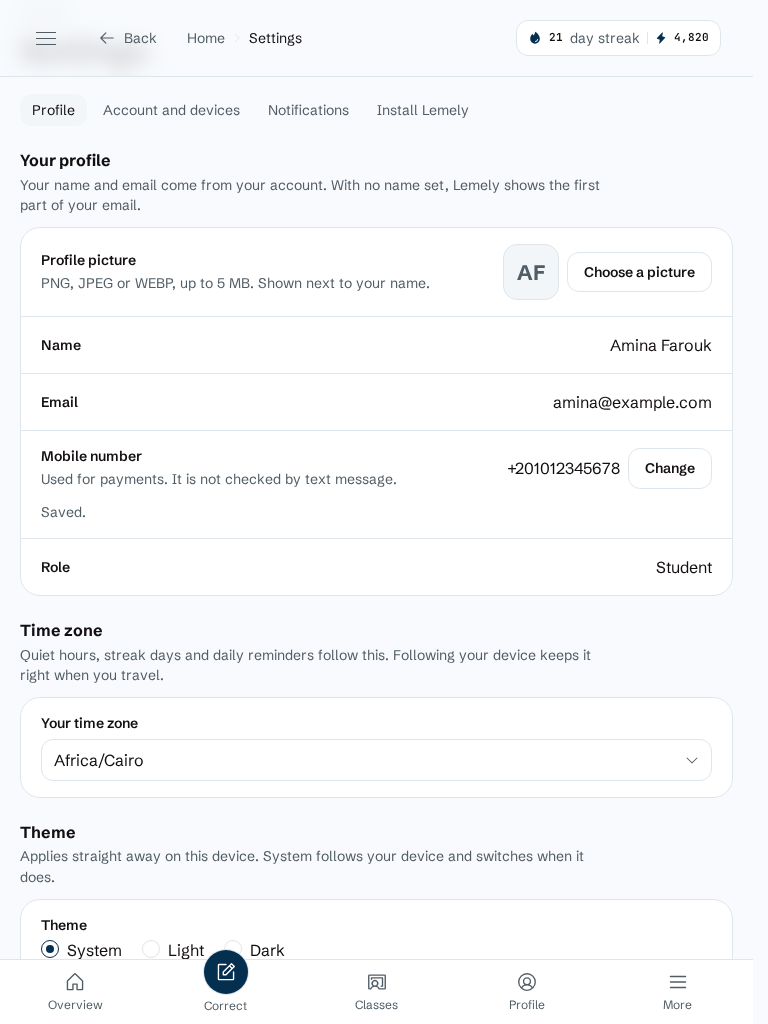 Back
Home
Settings
21 day streak
4,820
Profile
Account and devices
Notifications
Install Lemely
Your profile
Your name and email come from your account. With no name set, Lemely shows the first
part of your email.
Profile picture
PNG, JPEG or WEBP, up to 5 MB. Shown next to your name.
AF
Choose a picture
Name
Amina Farouk
Email
amina@example.com
Mobile number
Used for payments. It is not checked by text message.
+201012345678
Change
Saved.
Role
Student
Time zone
Quiet hours, streak days and daily reminders follow this. Following your device keeps it
right when you travel.
Your time zone
Africa/Cairo
Theme
Applies straight away on this device. System follows your device and switches when it
does.
Theme
System
Light
Dark
Overview
Correct
Classes
Profile
More